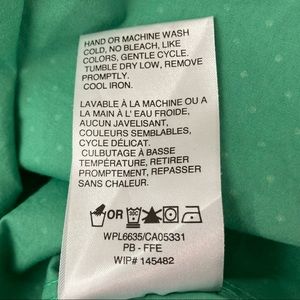 HAND OR MACHINE WASH
COLD, NO BLEACH, LIKE
COLORS, GENTLE CYCLE.
TUMBLE DRY LOW, REMOVE
PROMPTLY.
COOL IRON.
LAVABLE À LA MACHINE OU A
LA MAIN À L' EAU FROIDE,
AUCUN JAVELISANT,
COULEURS SEMBLABLES,
CYCLE DÉLICAT.
CULBUTAGE À BASSE
TEMPÉRATURE, RETIRER
PROMPTEMENT, REPASSER
SANS CHALEUR.
OR
WPL6635/CA05331
PB - FFE
WIP# 145482